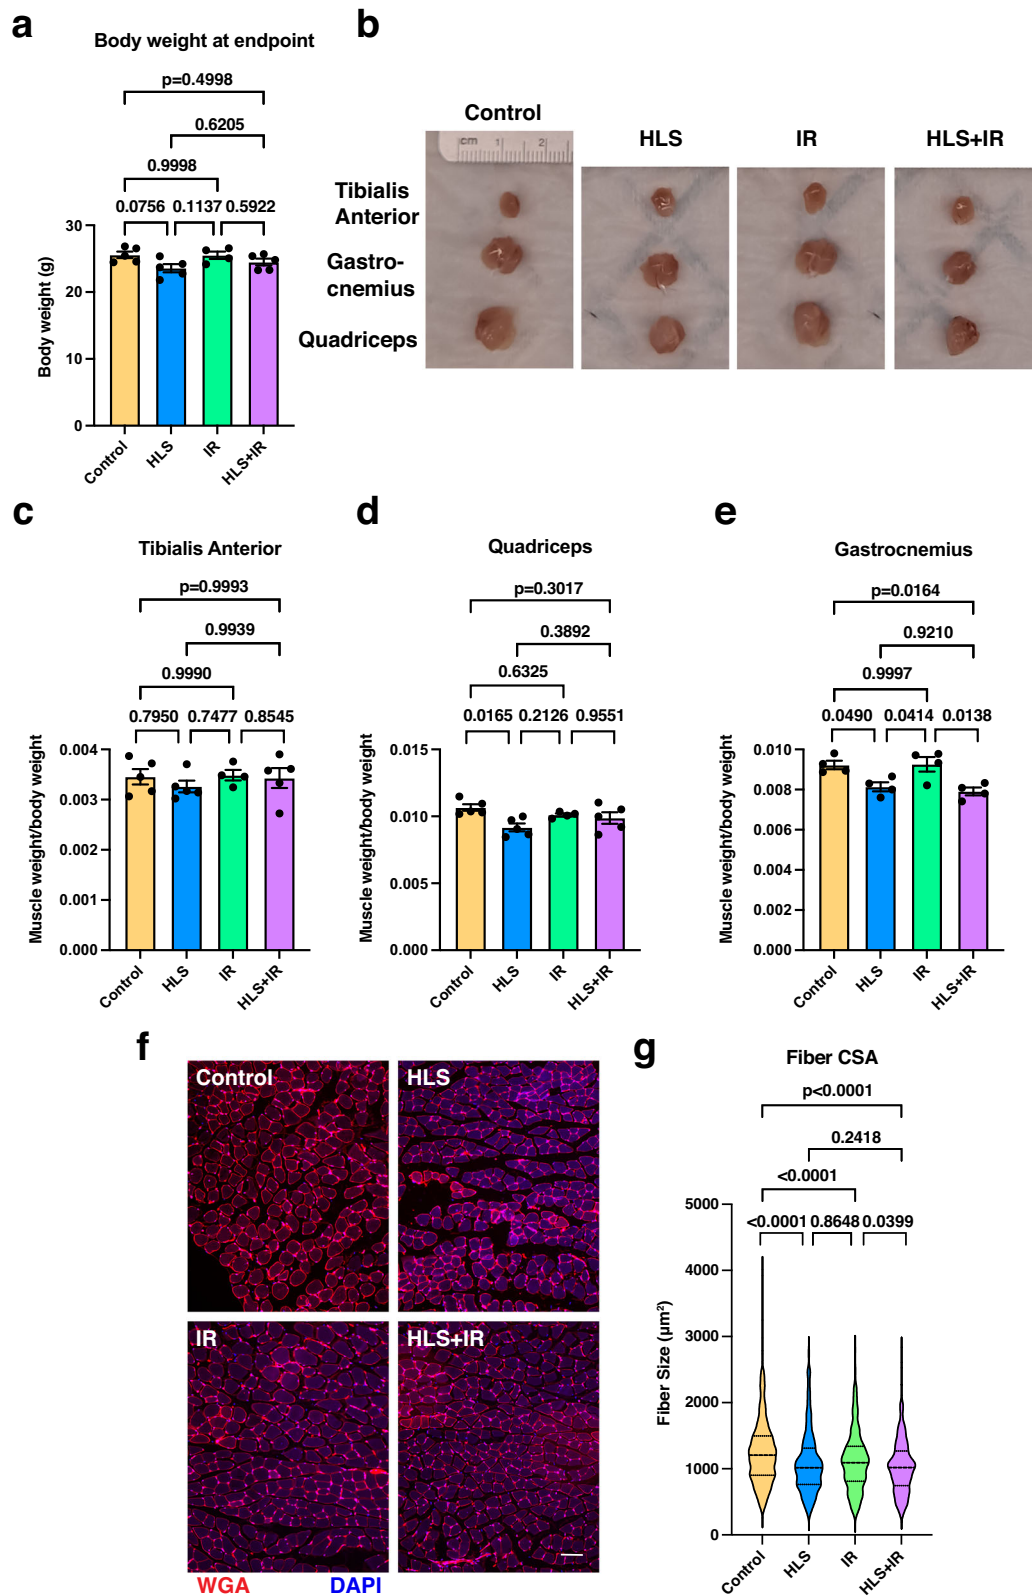 a
Body weight at endpoint
p=0.4998
0.6205
0.9998
0.0756 0.1137 0.5922
30
20
10
0
Body weight (g)
Control
HLS
IR
HLS+IR
b
Control
HLS
IR
HLS+IR
cm 1 2
Tibialis
Anterior
Gastro-
cnemius
Quadriceps
c
Tibialis Anterior
p=0.9993
0.9939
0.9990
0.7950 0.7477 0.8545
0.004
0.003
0.002
0.001
0.000
Muscle weight/body weight
Control
HLS
IR
HLS+IR
d
Quadriceps
p=0.3017
0.3892
0.6325
0.0165 0.2126 0.9551
0.015
0.010
0.005
0.000
Muscle weight/body weight
Control
HLS
IR
HLS+IR
e
Gastrocnemius
p=0.0164
0.9210
0.9997
0.0490 0.0414 0.0138
0.010
0.008
0.006
0.004
0.002
0.000
Muscle weight/body weight
Control
HLS
IR
HLS+IR
f
Control
HLS
IR
HLS+IR
WGA DAPI
g
Fiber CSA
p<0.0001
0.2418
<0.0001
<0.0001 0.8648 0.0399
5000
4000
3000
2000
1000
0
Fiber Size (μm²)
Control
HLS
IR
HLS+IR